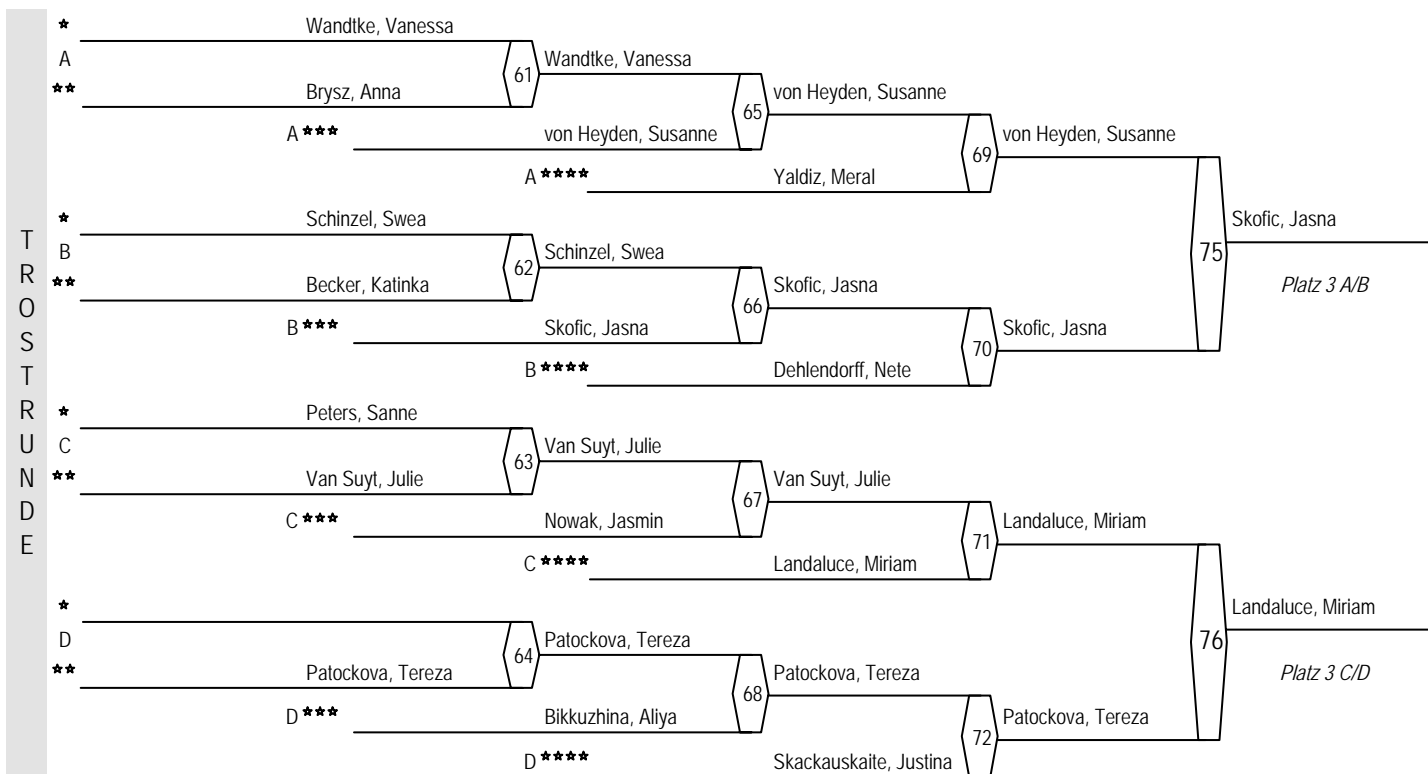 TROSTRUNDE
★ Wandtke, Vanessa
A
61 Wandtke, Vanessa
★★ Brysz, Anna
65 von Heyden, Susanne
A ★★★ von Heyden, Susanne
69 von Heyden, Susanne
A ★★★★ Yaldiz, Meral
★ Schinzel, Swea
75 Skofic, Jasna
B
62 Schinzel, Swea
★★ Becker, Katinka
66 Skofic, Jasna
Platz 3 A/B
B ★★★ Skofic, Jasna
70 Skofic, Jasna
B ★★★★ Dehlendorff, Nete
★ Peters, Sanne
C
63 Van Suyt, Julie
★★ Van Suyt, Julie
67 Van Suyt, Julie
C ★★★ Nowak, Jasmin
71 Landaluce, Miriam
C ★★★★ Landaluce, Miriam
★
76 Landaluce, Miriam
D
64 Patockova, Tereza
★★ Patockova, Tereza
68 Patockova, Tereza
Platz 3 C/D
D ★★★ Bikkuzhina, Aliya
72 Patockova, Tereza
D ★★★★ Skackauskaite, Justina